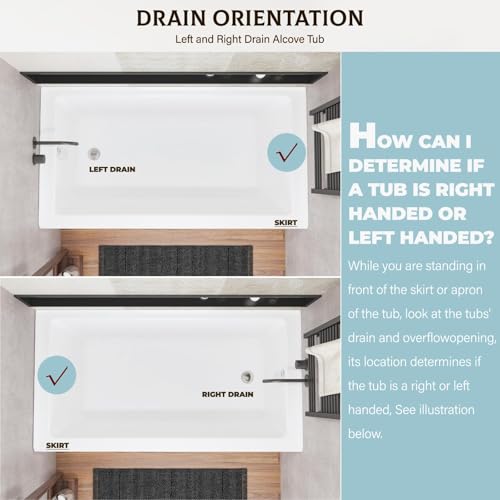 DRAIN ORIENTATION
Left and Right Drain Alcove Tub
LEFT DRAIN
SKIRT
RIGHT DRAIN
SKIRT
HOW CAN I
DETERMINE IF
A TUB IS RIGHT
HANDED OR
LEFT HANDED?
While you are standing in
front of the skirt or apron
of the tub, look at the tubs'
drain and overflowopening,
its location determines if
the tub is a right or left
handed, See illustration
below.